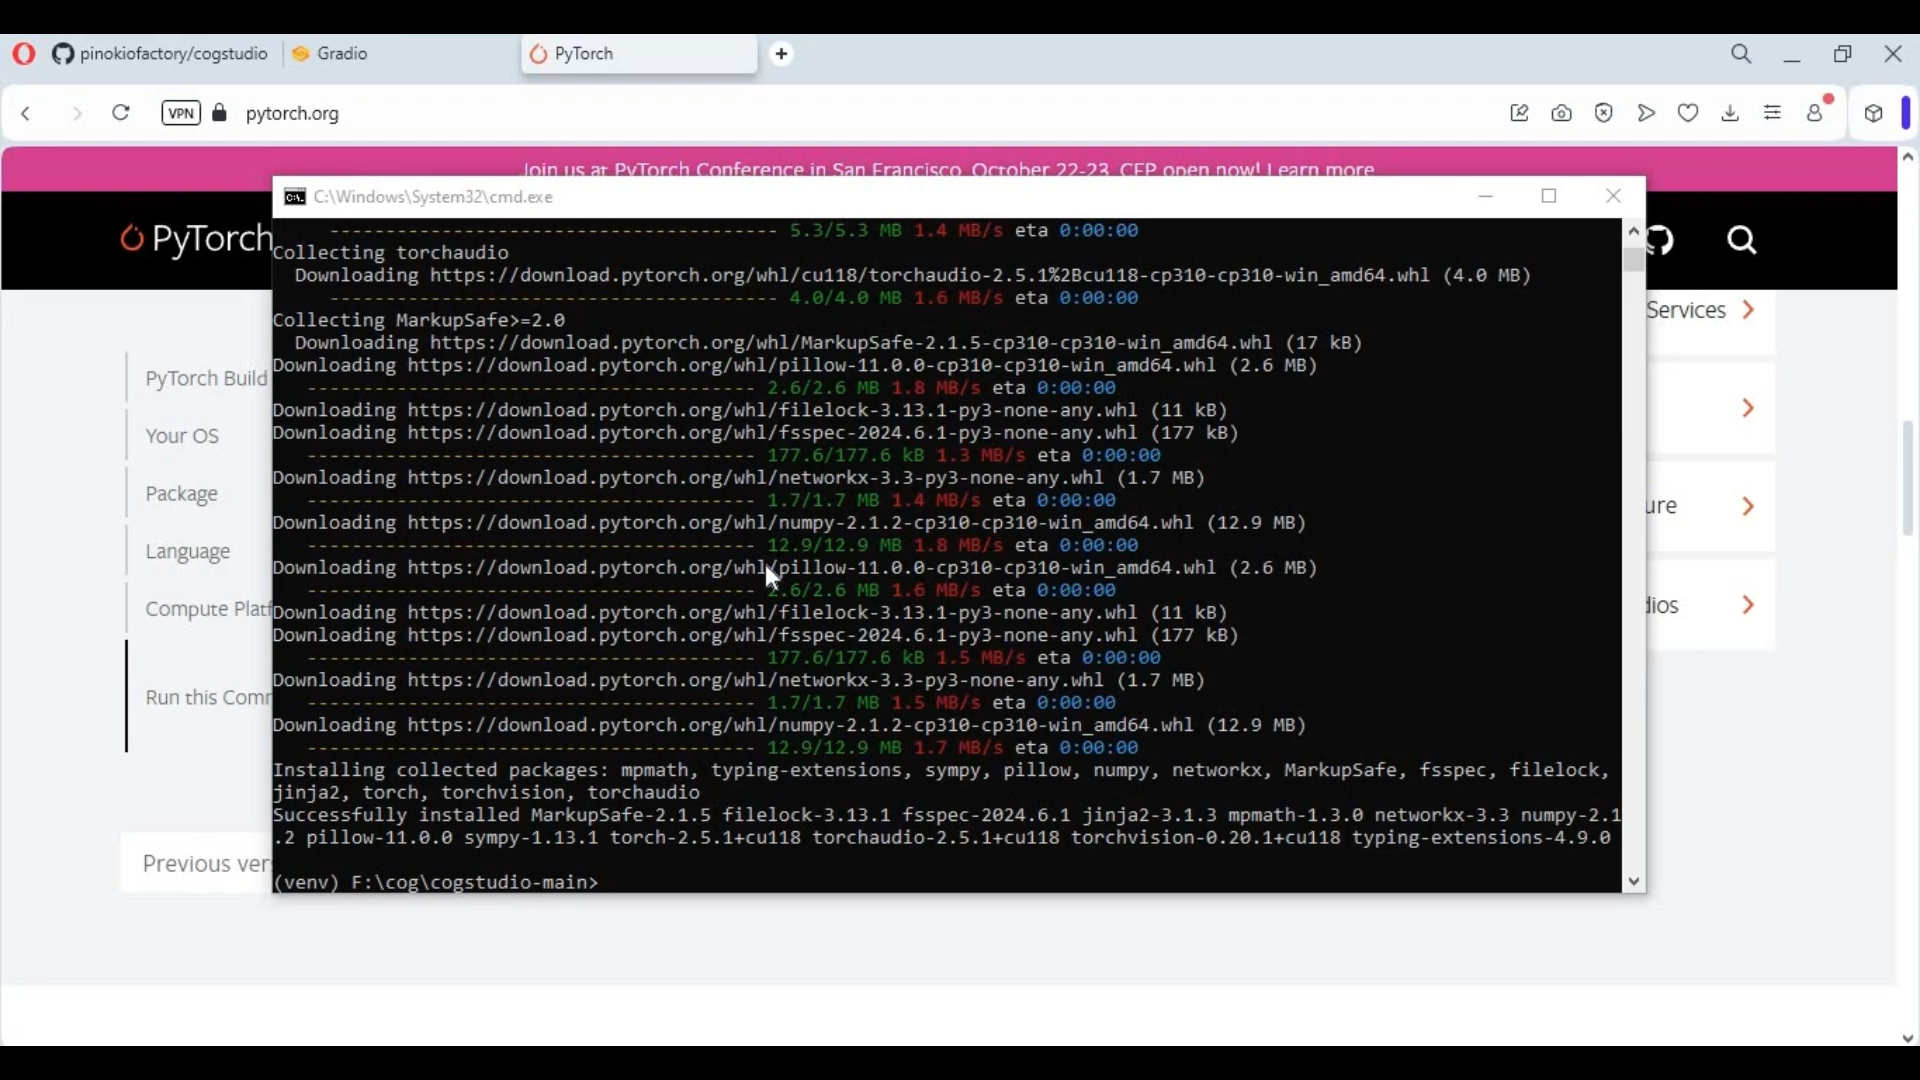 pinokiofactory/cogstudio
Gradio
PyTorch
VPN
pytorch.org
Join us at PyTorch Conference in San Francisco, October 22-23. CFP open now! Learn more
C:\Windows\System32\cmd.exe
PyTorch
5.3/5.3 MB 1.4 MB/s eta 0:00:00
Collecting torchaudio
Downloading https://download.pytorch.org/whl/cu118/torchaudio-2.5.1%2Bcu118-cp310-cp310-win_amd64.whl (4.0 MB)
4.0/4.0 MB 1.6 MB/s eta 0:00:00
Collecting MarkupSafe>=2.0
Downloading https://download.pytorch.org/whl/MarkupSafe-2.1.5-cp310-cp310-win_amd64.whl (17 kB)
Downloading https://download.pytorch.org/whl/pillow-11.0.0-cp310-cp310-win_amd64.whl (2.6 MB)
2.6/2.6 MB 1.8 MB/s eta 0:00:00
Downloading https://download.pytorch.org/whl/filelock-3.13.1-py3-none-any.whl (11 kB)
Downloading https://download.pytorch.org/whl/fsspec-2024.6.1-py3-none-any.whl (177 kB)
177.6/177.6 kB 1.3 MB/s eta 0:00:00
Downloading https://download.pytorch.org/whl/networkx-3.3-py3-none-any.whl (1.7 MB)
1.7/1.7 MB 1.4 MB/s eta 0:00:00
Downloading https://download.pytorch.org/whl/numpy-2.1.2-cp310-cp310-win_amd64.whl (12.9 MB)
12.9/12.9 MB 1.8 MB/s eta 0:00:00
Downloading https://download.pytorch.org/whl/pillow-11.0.0-cp310-cp310-win_amd64.whl (2.6 MB)
2.6/2.6 MB 1.6 MB/s eta 0:00:00
Downloading https://download.pytorch.org/whl/filelock-3.13.1-py3-none-any.whl (11 kB)
Downloading https://download.pytorch.org/whl/fsspec-2024.6.1-py3-none-any.whl (177 kB)
177.6/177.6 kB 1.5 MB/s eta 0:00:00
Downloading https://download.pytorch.org/whl/networkx-3.3-py3-none-any.whl (1.7 MB)
1.7/1.7 MB 1.5 MB/s eta 0:00:00
Downloading https://download.pytorch.org/whl/numpy-2.1.2-cp310-cp310-win_amd64.whl (12.9 MB)
12.9/12.9 MB 1.7 MB/s eta 0:00:00
Installing collected packages: mpmath, typing-extensions, sympy, pillow, numpy, networkx, MarkupSafe, fsspec, filelock,
jinja2, torch, torchvision, torchaudio
Successfully installed MarkupSafe-2.1.5 filelock-3.13.1 fsspec-2024.6.1 jinja2-3.1.3 mpmath-1.3.0 networkx-3.3 numpy-2.1
.2 pillow-11.0.0 sympy-1.13.1 torch-2.5.1+cu118 torchaudio-2.5.1+cu118 torchvision-0.20.1+cu118 typing-extensions-4.9.0
(venv) F:\cog\cogstudio-main>
PyTorch Build
Your OS
Package
Language
Compute Platf
Run this Comm
Previous ver
Services
ure
dios